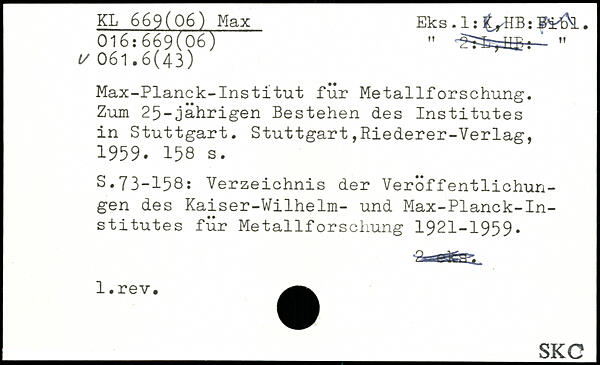 KL 669(06) Max Eks.1:K,HB:Bibl.
016:669(06) " 2:L,HB: "
v 061.6(43)
Max-Planck-Institut für Metallforschung.
Zum 25-jährigen Bestehen des Institutes
in Stuttgart. Stuttgart,Riederer-Verlag,
1959. 158 s.
S.73-158: Verzeichnis der Veröffentlichun-
gen des Kaiser-Wilhelm- und Max-Planck-In-
stitutes für Metallforschung 1921-1959.
2 eks.
1.rev.
SKC